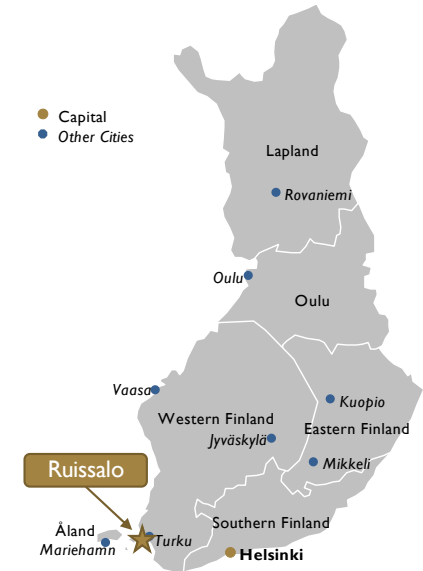 Capital
Other Cities
Lapland
Rovaniemi
Oulu
Oulu
Vaasa
Kuopio
Western Finland
Eastern Finland
Jyväskylä
Mikkeli
Ruissalo
Southern Finland
Åland
Turku
Mariehamn
Helsinki